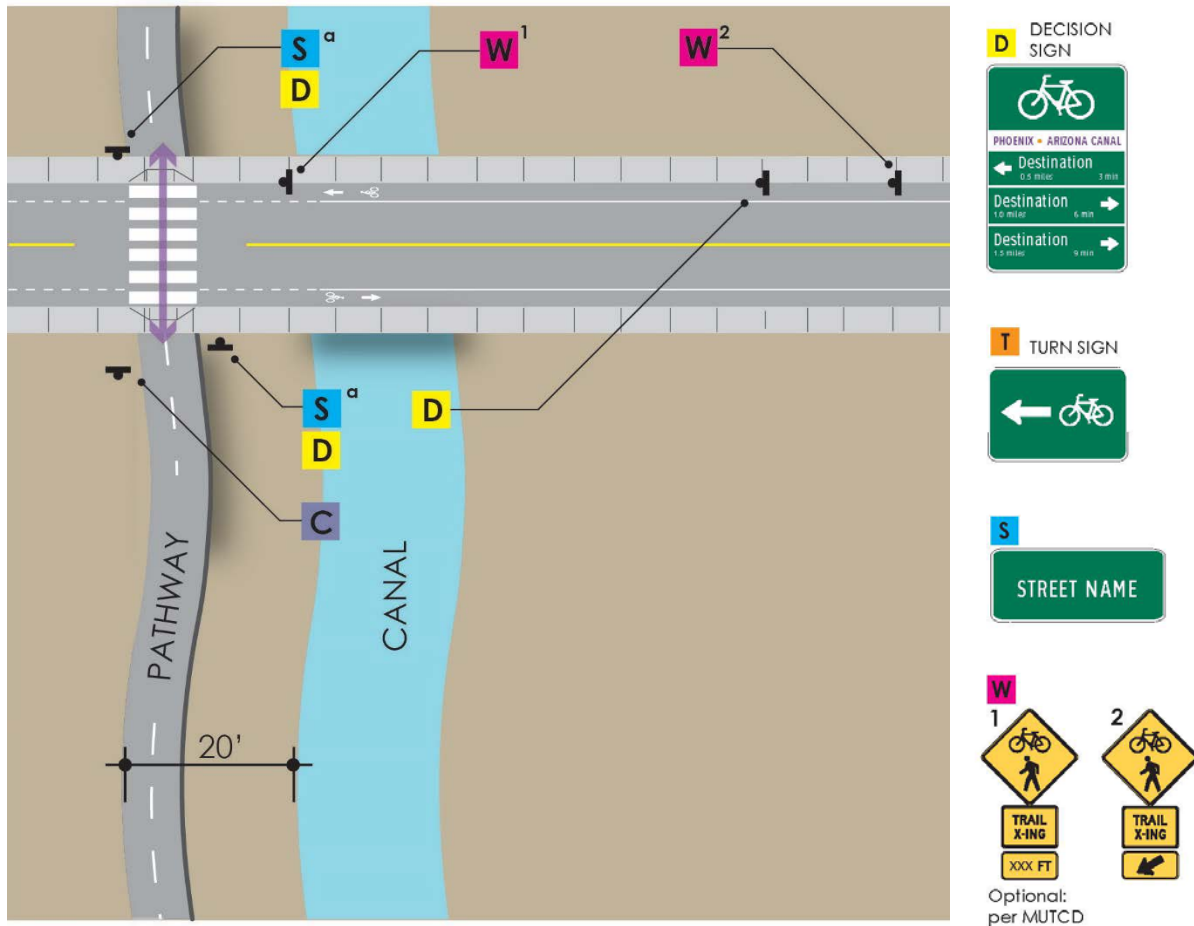 S a
D
W 1
W 2
S a
D
D
C
PATHWAY
CANAL
20'
D DECISION
SIGN
PHOENIX • ARIZONA CANAL
Destination
0.5 miles 3 min
Destination
1.0 miles 6 min
Destination
1.5 miles 9 min
T TURN SIGN
S
STREET NAME
W
1 2
TRAIL
X-ING
XXX FT
TRAIL
X-ING
Optional:
per MUTCD